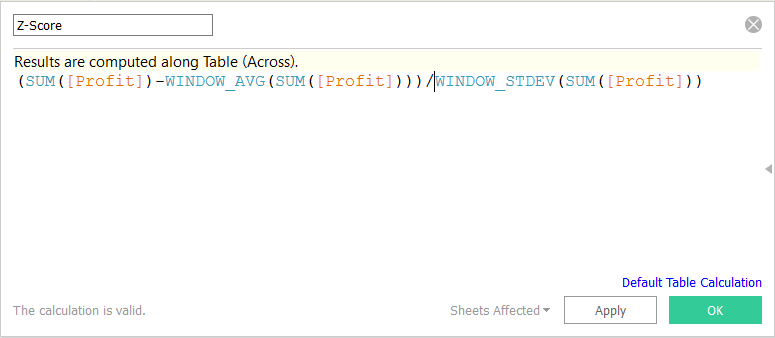 Z-Score
Results are computed along Table (Across).
(SUM([Profit])-WINDOW_AVG(SUM([Profit])))/WINDOW_STDEV(SUM([Profit]))
Default Table Calculation
The calculation is valid.
Sheets Affected
Apply
OK